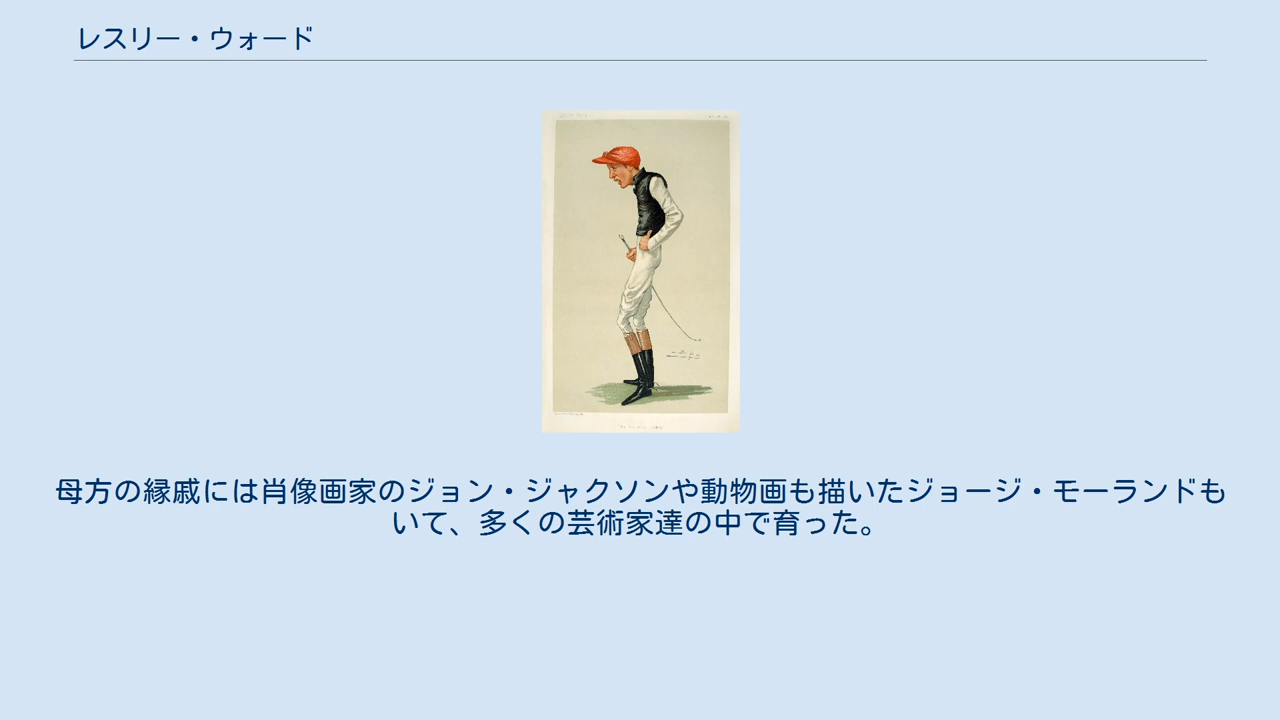 レスリー・ウォード
母方の縁戚には肖像画家のジョン・ジャクソンや動物画も描いたジョージ・モーランドも
いて、多くの芸術家達の中で育った。